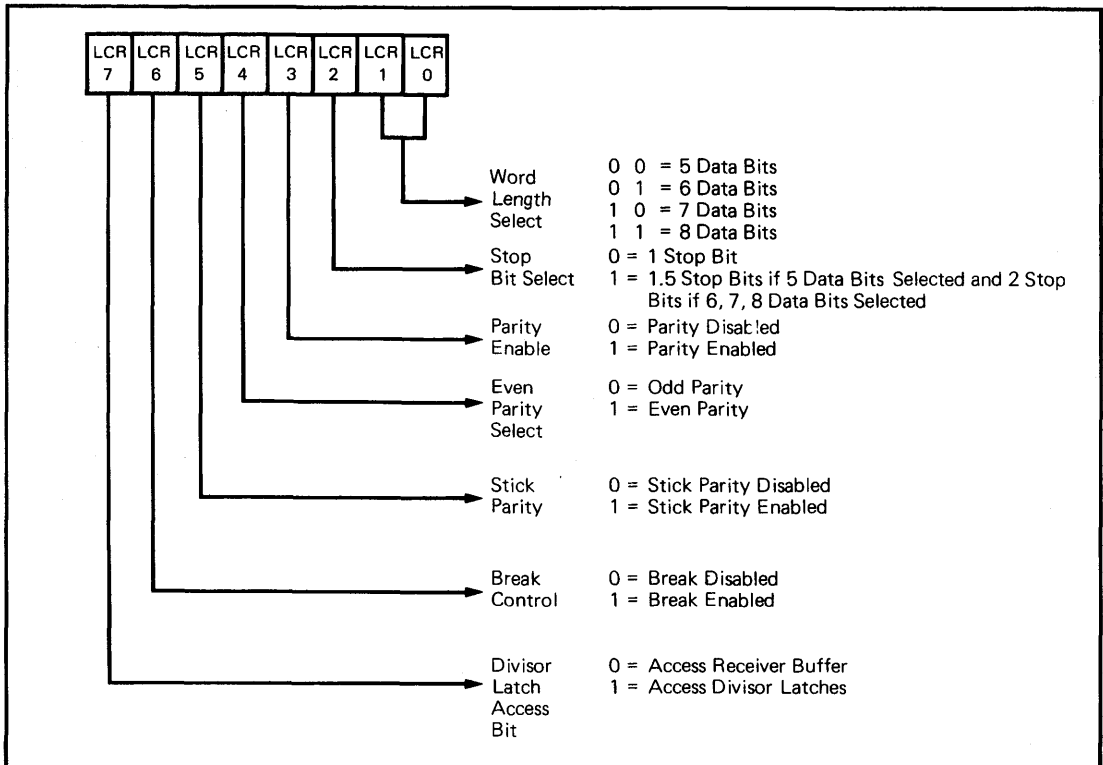 LCR 7 LCR 6 LCR 5 LCR 4 LCR 3 LCR 2 LCR 1 LCR 0
Word Length Select
0 0 = 5 Data Bits
0 1 = 6 Data Bits
1 0 = 7 Data Bits
1 1 = 8 Data Bits
Stop Bit Select
0 = 1 Stop Bit
1 = 1.5 Stop Bits if 5 Data Bits Selected and 2 Stop
Bits if 6, 7, 8 Data Bits Selected
Parity Enable
0 = Parity Disabled
1 = Parity Enabled
Even Parity Select
0 = Odd Parity
1 = Even Parity
Stick Parity
0 = Stick Parity Disabled
1 = Stick Parity Enabled
Break Control
0 = Break Disabled
1 = Break Enabled
Divisor Latch Access Bit
0 = Access Receiver Buffer
1 = Access Divisor Latches